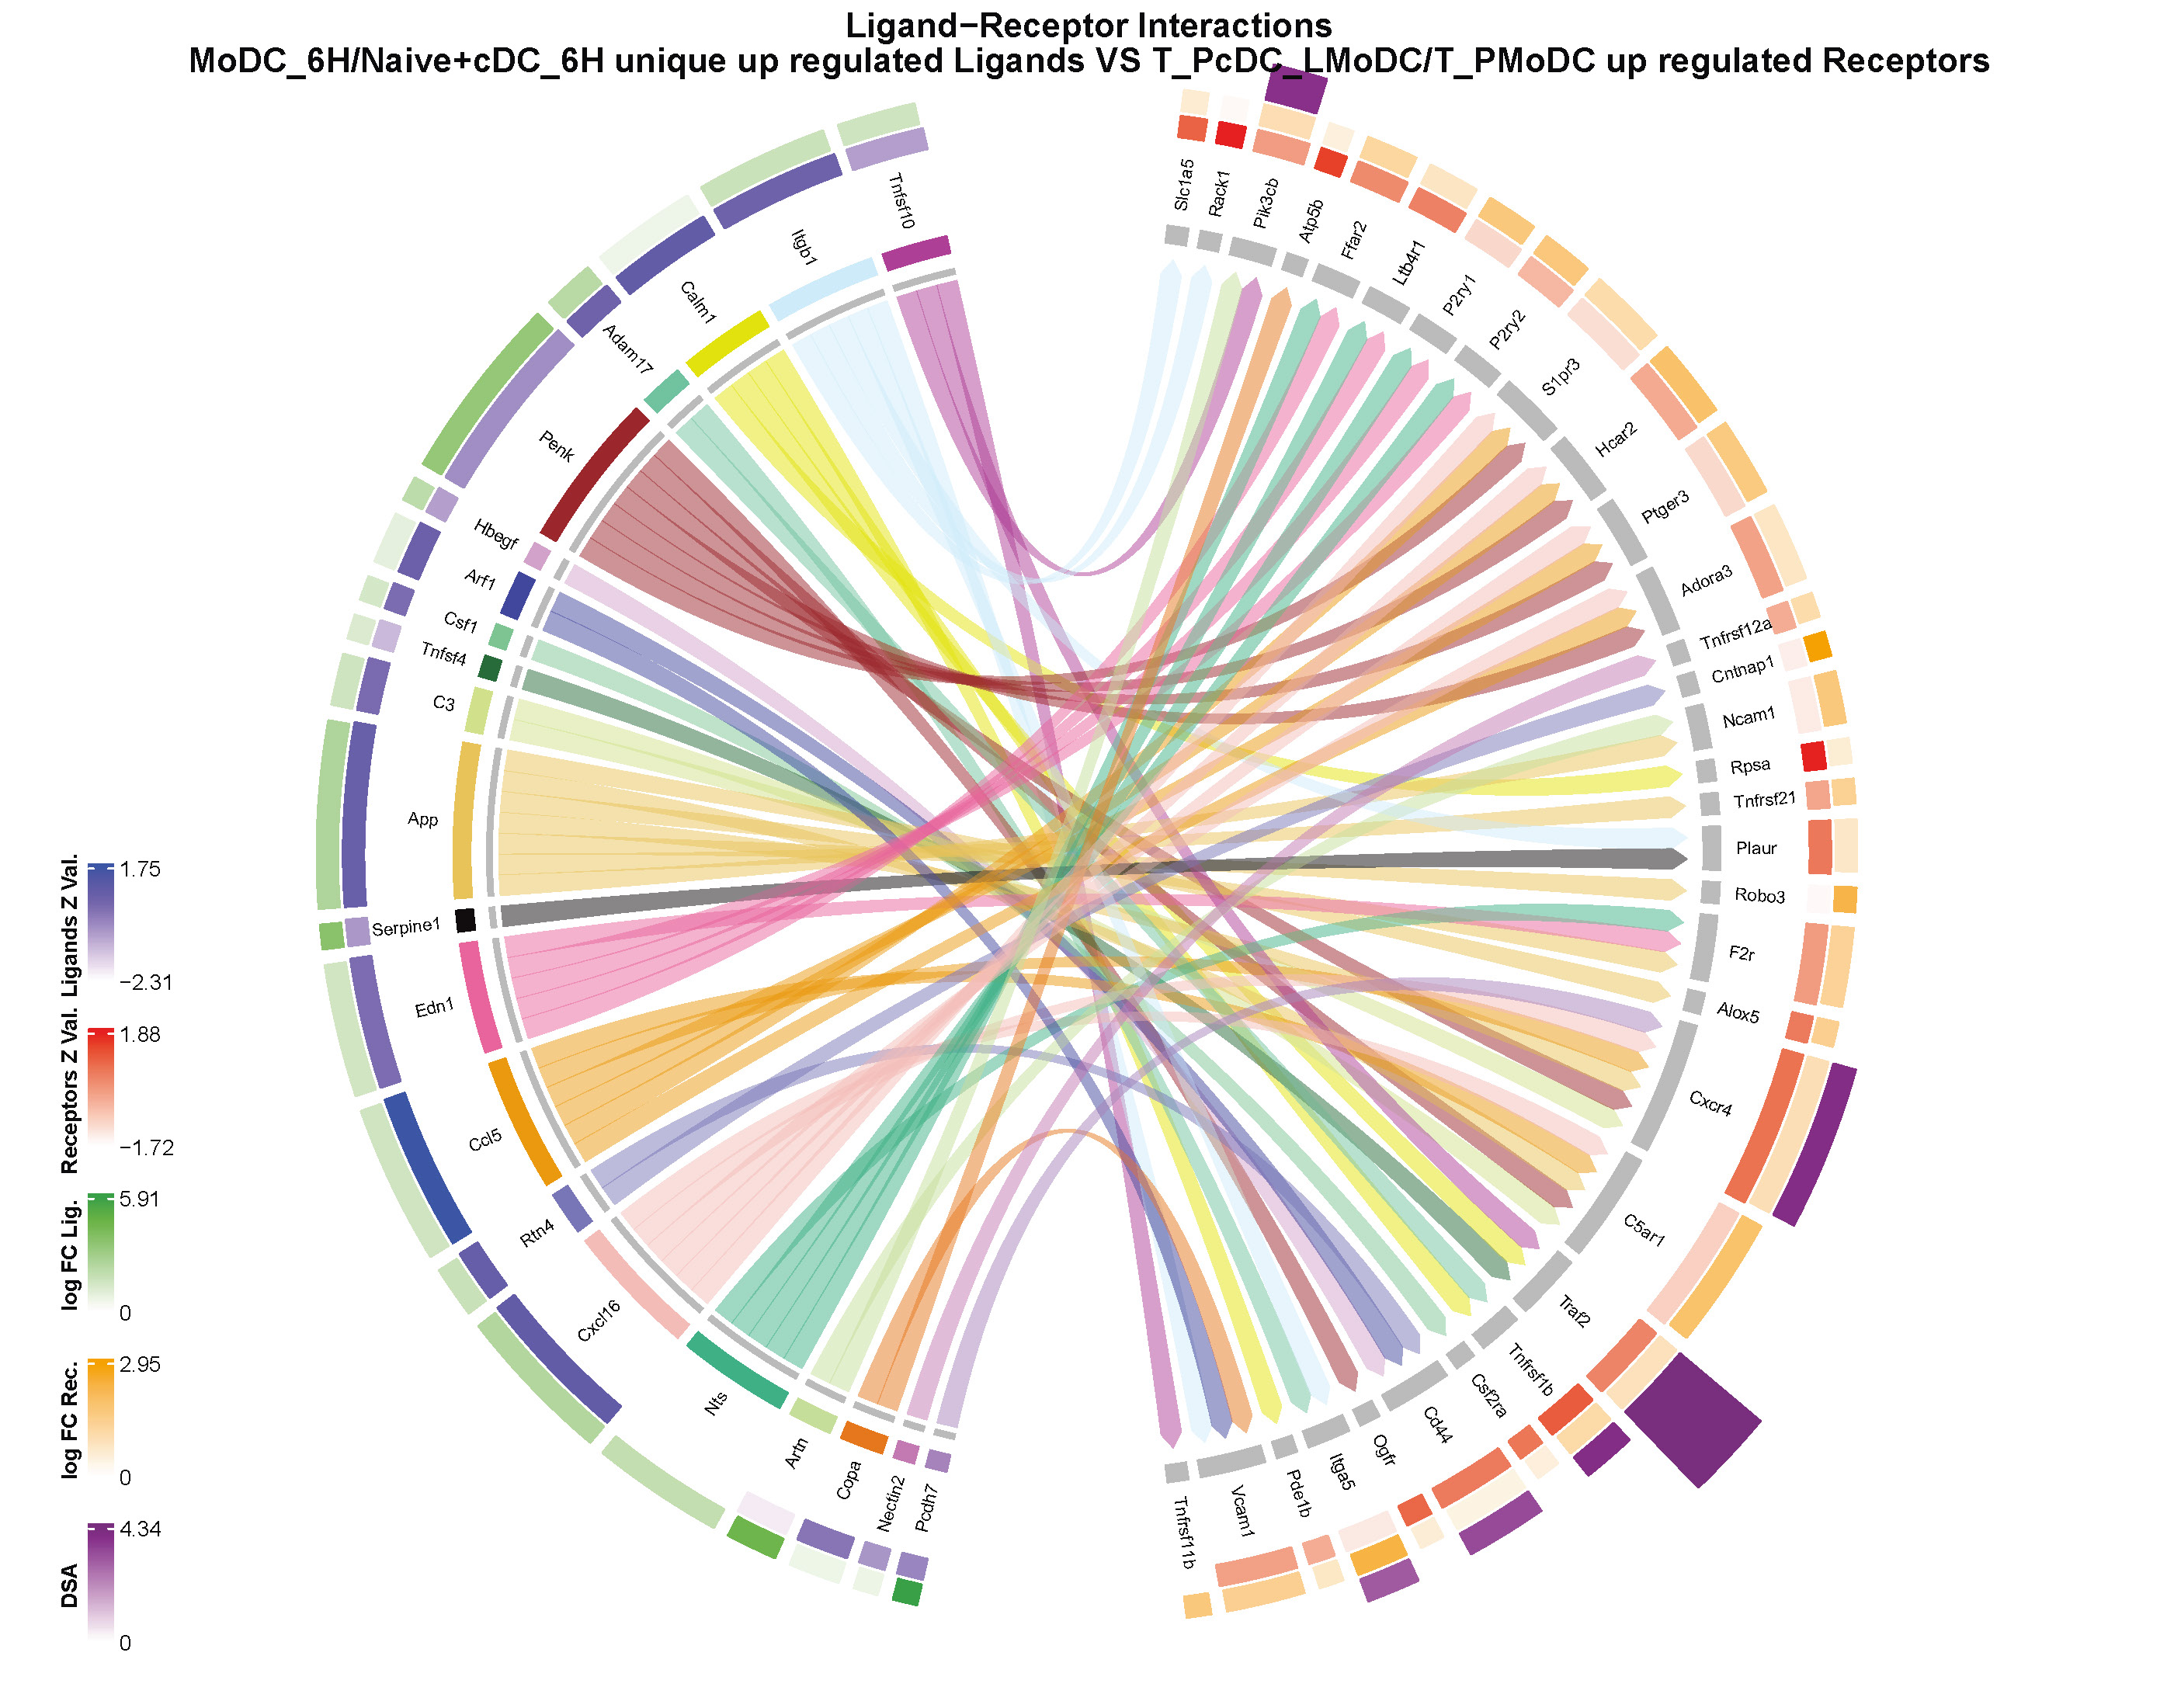 Ligand−Receptor Interactions
MoDC_6H/Naive+cDC_6H unique up regulated Ligands VS T_PcDC_LMoDC/T_PMoDC up regulated Receptors
Tnfsf10
Itgb1
Calm1
Adam17
Penk
Hbegf
Arf1
Csf1
Tnfsf4
C3
App
Serpine1
Edn1
Ccl5
Rtn4
Cxcl16
Nts
Artn
Copa
Nectin2
Pcdh7
Slc1a5
Rack1
Pik3cb
Atp5b
Ffar2
Ltb4r1
P2ry1
P2ry2
S1pr3
Hcar2
Ptger3
Adora3
Tnfrsf12a
Cntnap1
Ncam1
Rpsa
Tnfrsf21
Plaur
Robo3
F2r
Alox5
Cxcr4
C5ar1
Traf2
Tnfrsf1b
Csf2ra
Cd44
Ogfr
Itga5
Pde1b
Vcam1
Tnfrsf11b
Ligands Z Val.
1.75
−2.31
Receptors Z Val.
1.88
−1.72
log FC Lig.
5.91
0
log FC Rec.
2.95
0
DSA
4.34
0